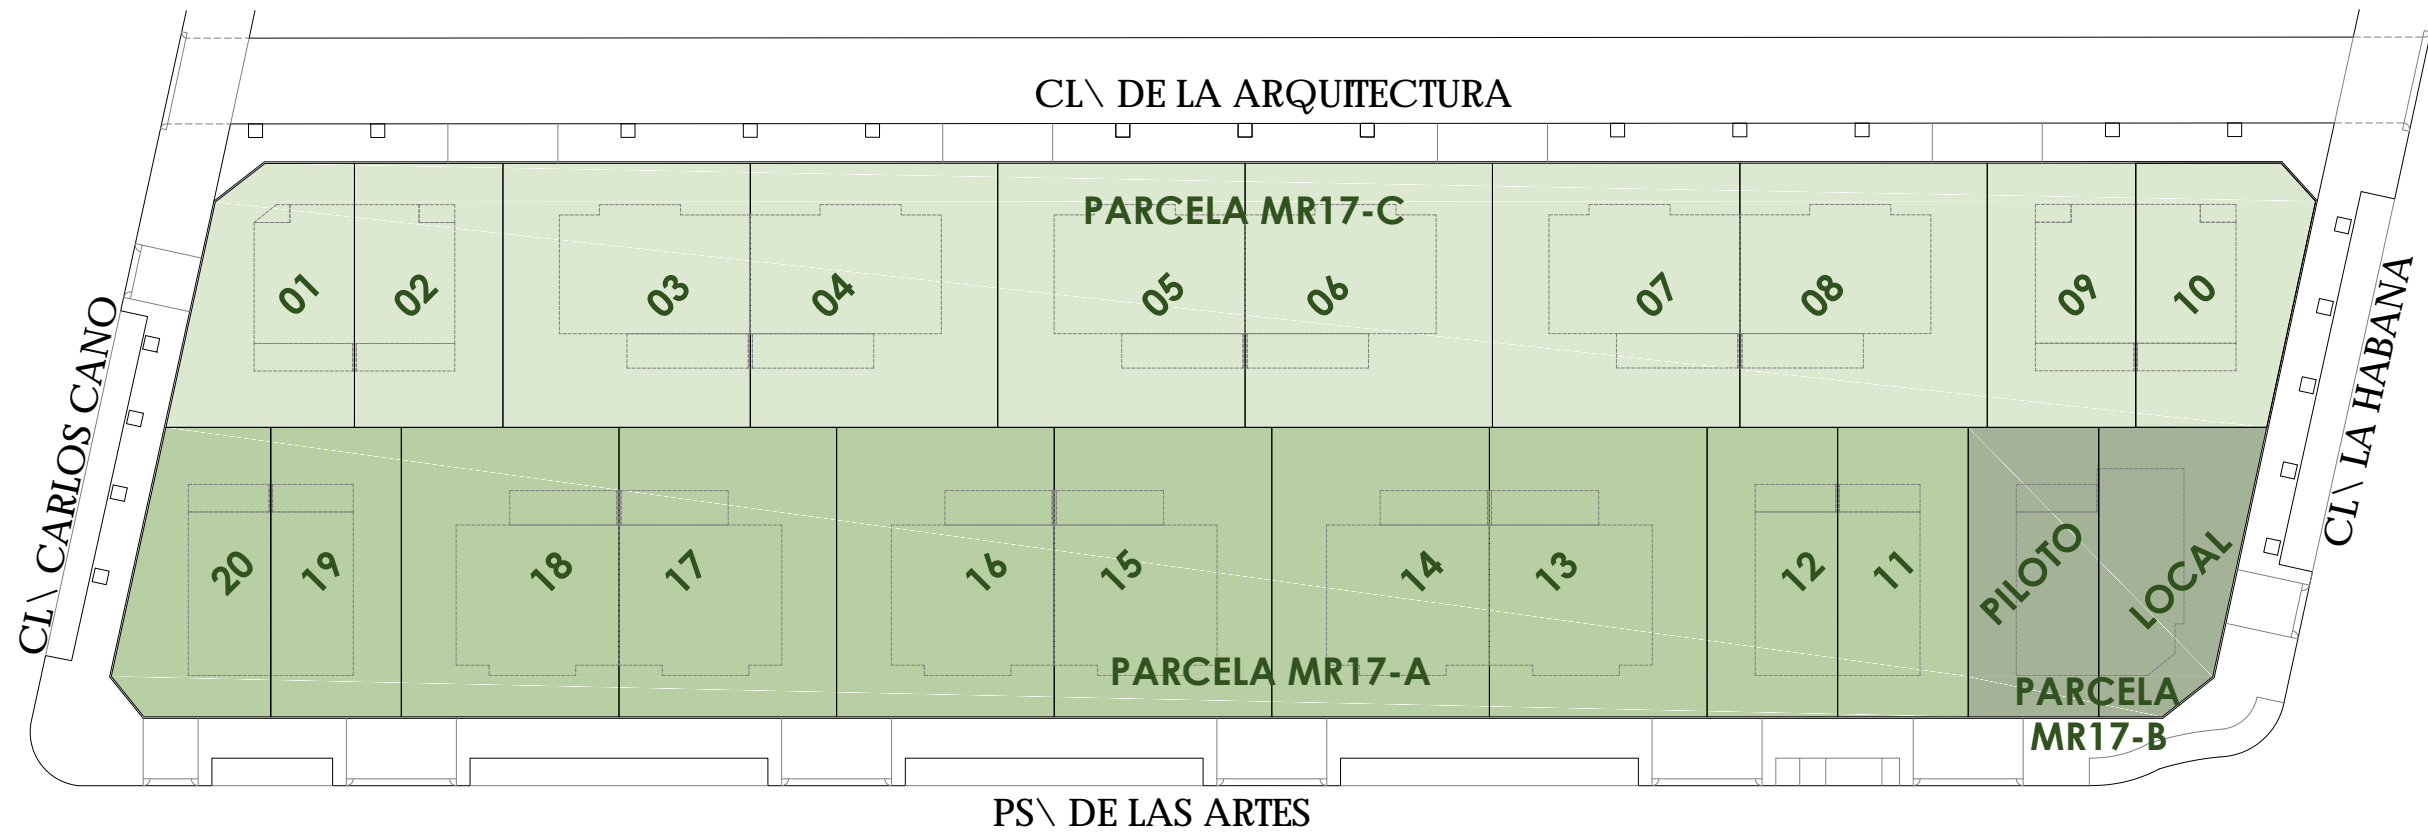 CL\ DE LA ARQUITECTURA
PARCELA MR17-C
01
02
03
04
05
06
07
08
09
10
CL\ CARLOS CANO
CL\ LA HABANA
20
19
18
17
16
15
14
13
12
11
PILOTO
LOCAL
PARCELA MR17-A
PARCELA
MR17-B
PS\ DE LAS ARTES